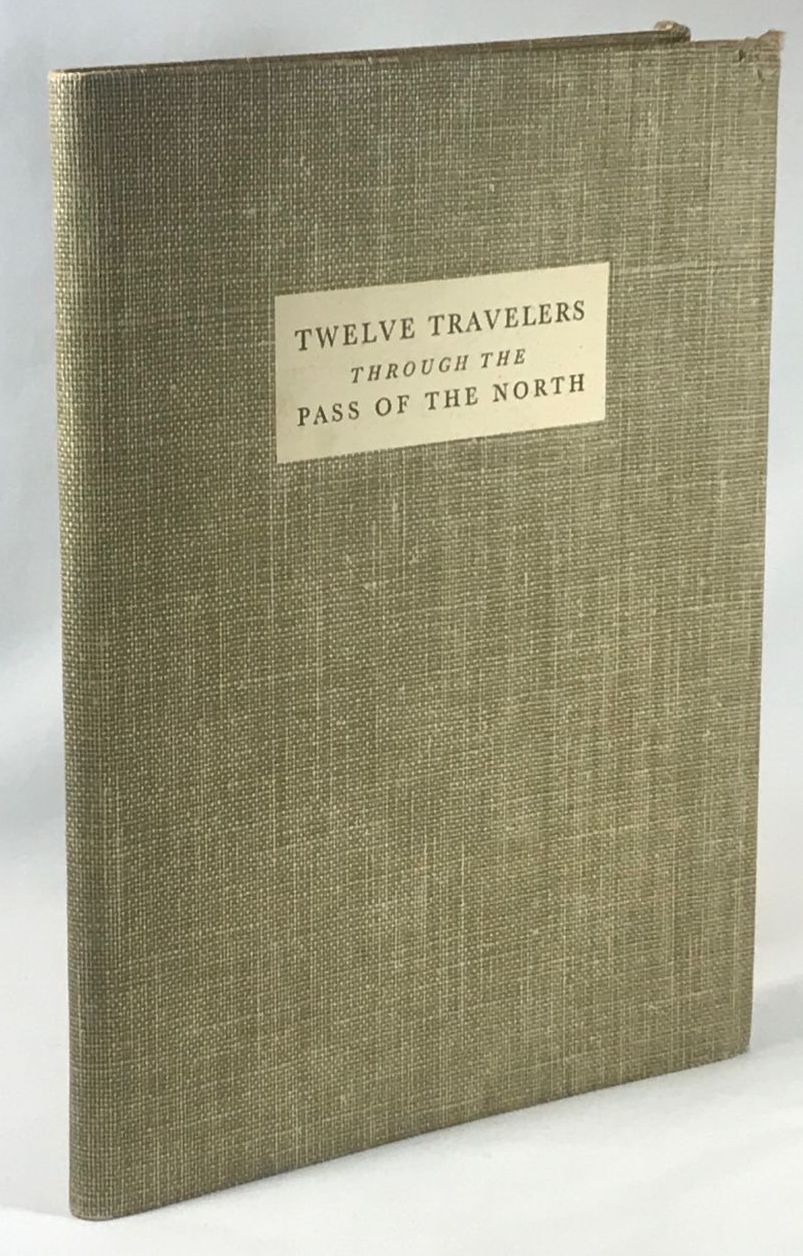 TWELVE TRAVELERS
THROUGH THE
PASS OF THE NORTH